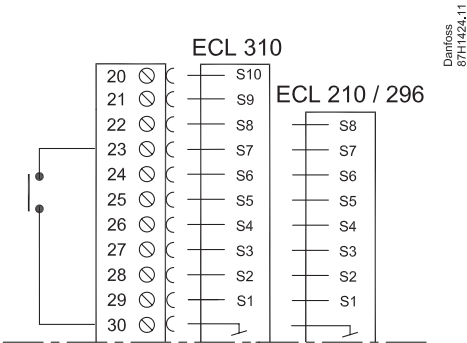 Danfoss
87H1424.11
ECL 310
ECL 210 / 296
20 S10
21 S9
22 S8 S8
23 S7 S7
24 S6 S6
25 S5 S5
26 S4 S4
27 S3 S3
28 S2 S2
29 S1 S1
30